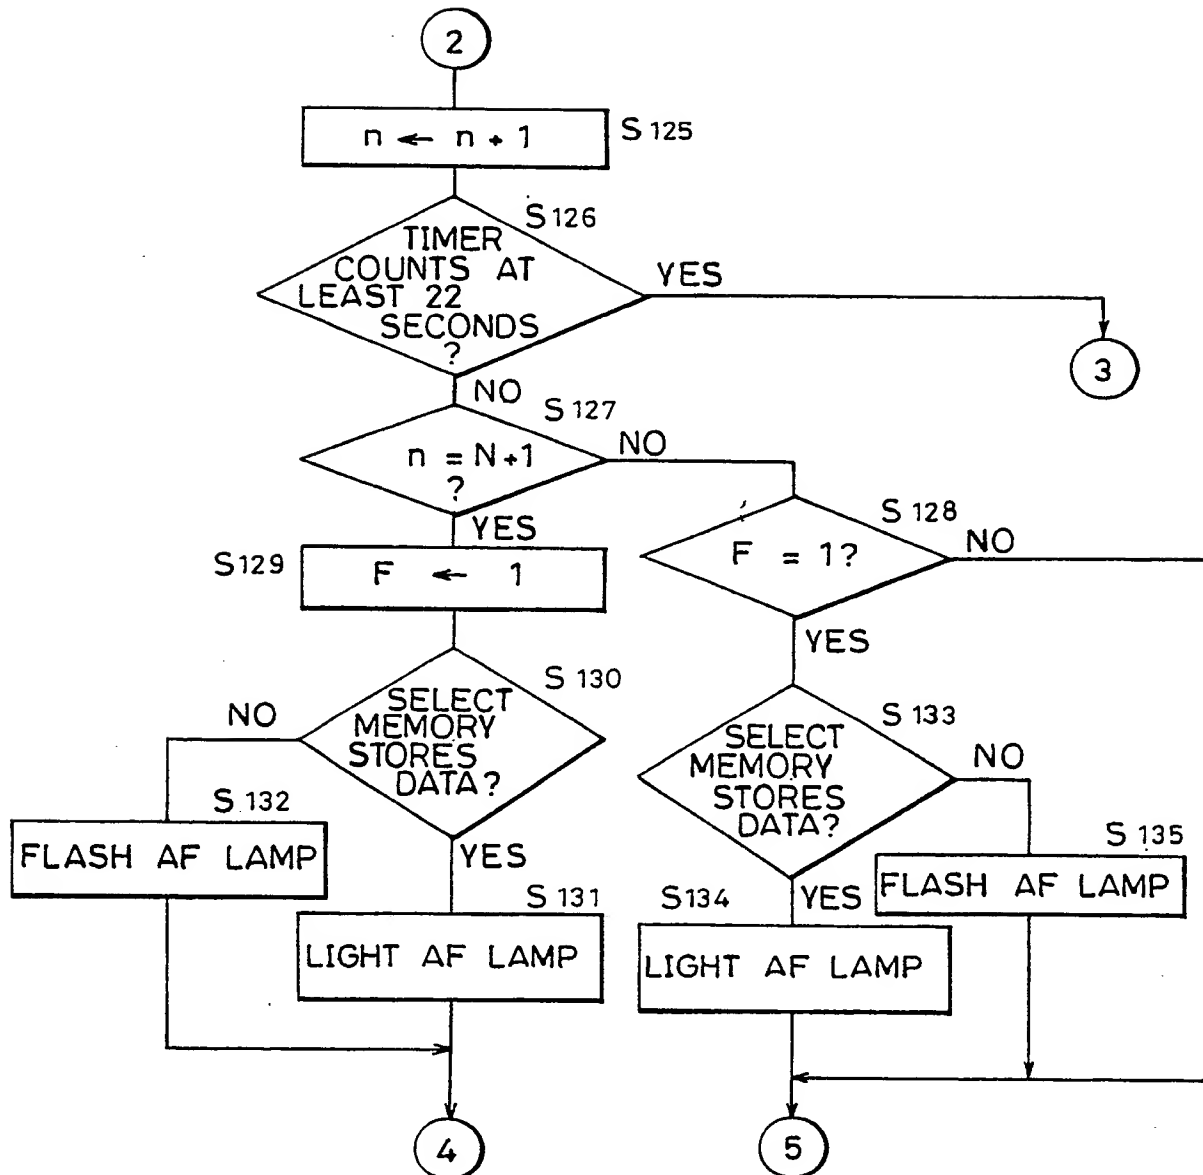 2
n ← n + 1
S 125
S 126
TIMER
COUNTS AT
LEAST 22
SECONDS
?
YES
3
NO
S 127
n = N+1
?
NO
YES
S 128
F = 1?
NO
YES
S129
F ← 1
S 130
SELECT
MEMORY
STORES
DATA?
NO
YES
S 132
FLASH AF LAMP
S 131
LIGHT AF LAMP
S 133
SELECT
MEMORY
STORES
DATA?
NO
YES
S 135
FLASH AF LAMP
S134
LIGHT AF LAMP
4
5